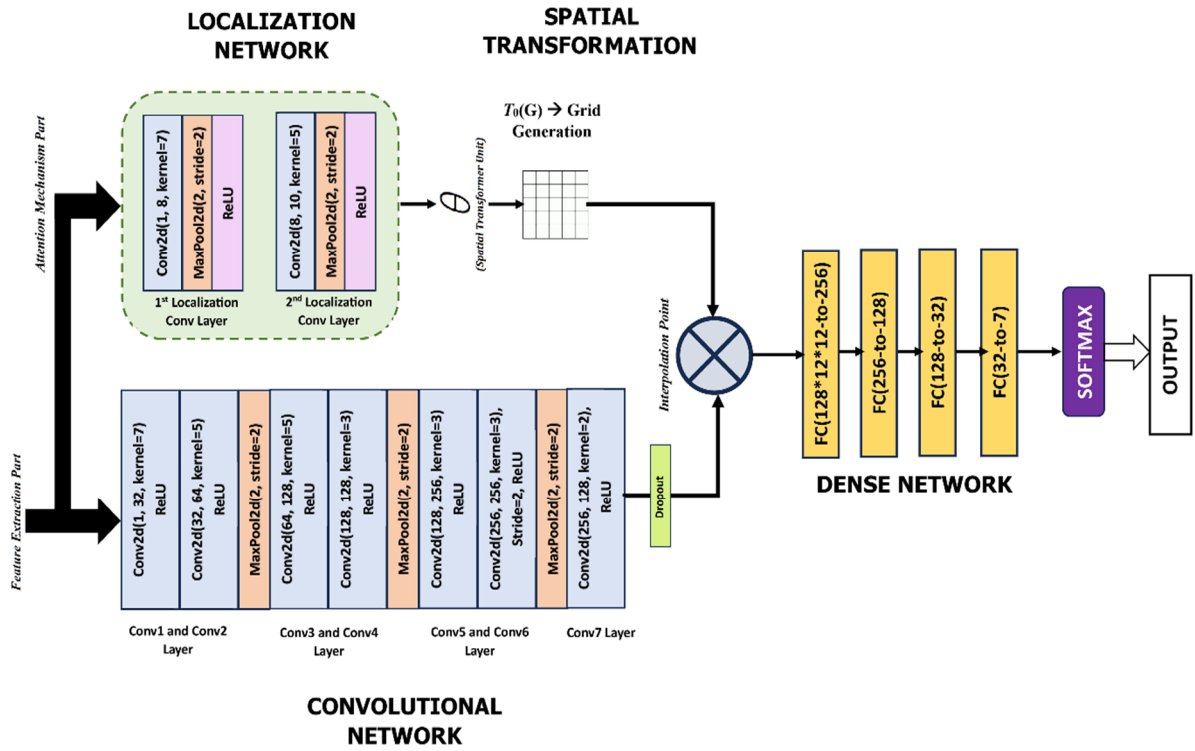 LOCALIZATION
NETWORK
SPATIAL
TRANSFORMATION
Attention Mechanism Part
Conv2d(1, 8, kernel=7)
MaxPool2d(2, stride=2)
ReLU
1st Localization
Conv Layer
Conv2d(8, 10, kernel=5)
MaxPool2d(2, stride=2)
ReLU
2nd Localization
Conv Layer
θ
(Spatial Transformer Unit)
T₀(G) → Grid
Generation
Interpolation Point
Feature Extraction Part
Conv2d(1, 32, kernel=7)
ReLU
Conv2d(32, 64, kernel=5)
ReLU
MaxPool2d(2, stride=2)
Conv2d(64, 128, kernel=5)
ReLU
Conv2d(128, 128, kernel=3)
ReLU
MaxPool2d(2, stride=2)
Conv2d(128, 256, kernel=3)
ReLU
Conv2d(256, 256, kernel=3),
Stride=2, ReLU
MaxPool2d(2, stride=2)
Conv2d(256, 128, kernel=2),
ReLU
Conv1 and Conv2
Layer
Conv3 and Conv4
Layer
Conv5 and Conv6
Layer
Conv7 Layer
CONVOLUTIONAL
NETWORK
Dropout
FC(128*12*12-to-256)
FC(256-to-128)
FC(128-to-32)
FC(32-to-7)
DENSE NETWORK
SOFTMAX
OUTPUT